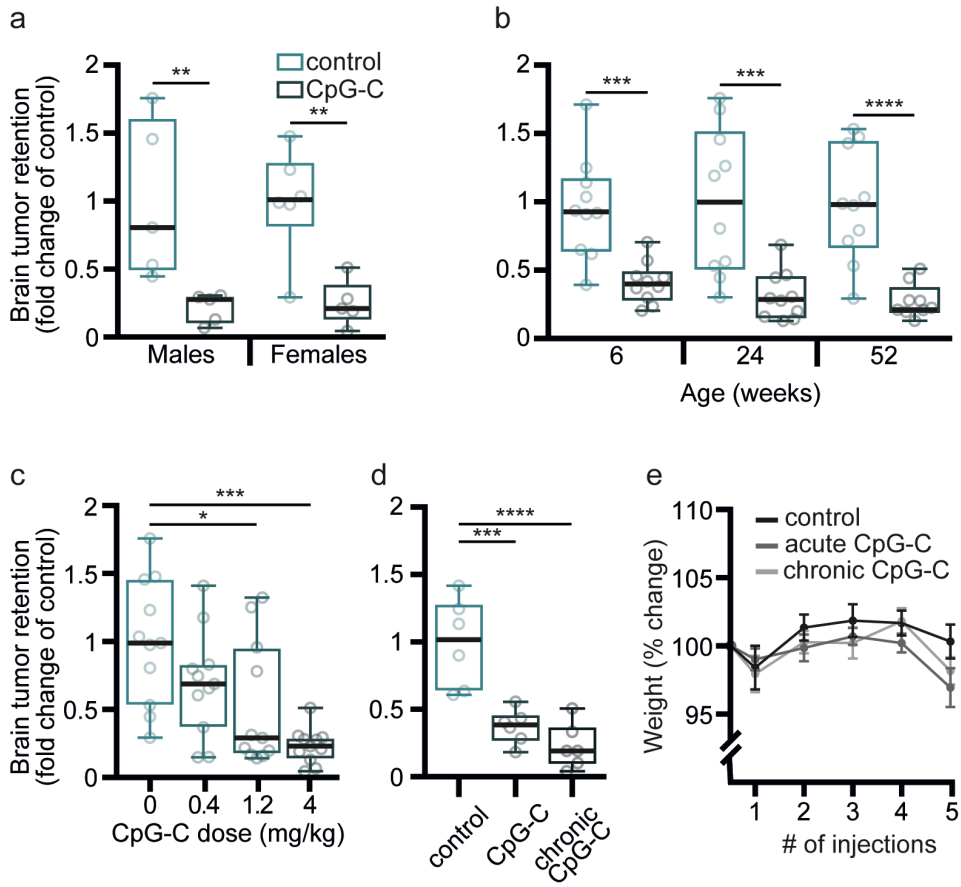 a
Brain tumor retention
(fold change of control)
2
1.5
1
0.5
0
**
**
control
CpG-C
Males
Females
b
2
1.5
1
0.5
0
***
***
****
6
24
52
Age (weeks)
c
Brain tumor retention
(fold change of control)
2
1.5
1
0.5
0
***
*
0
0.4
1.2
4
CpG-C dose (mg/kg)
d
2
1.5
1
0.5
0
****
***
control
CpG-C
chronic
CpG-C
e
Weight (% change)
110
105
100
95
control
acute CpG-C
chronic CpG-C
1
2
3
4
5
# of injections